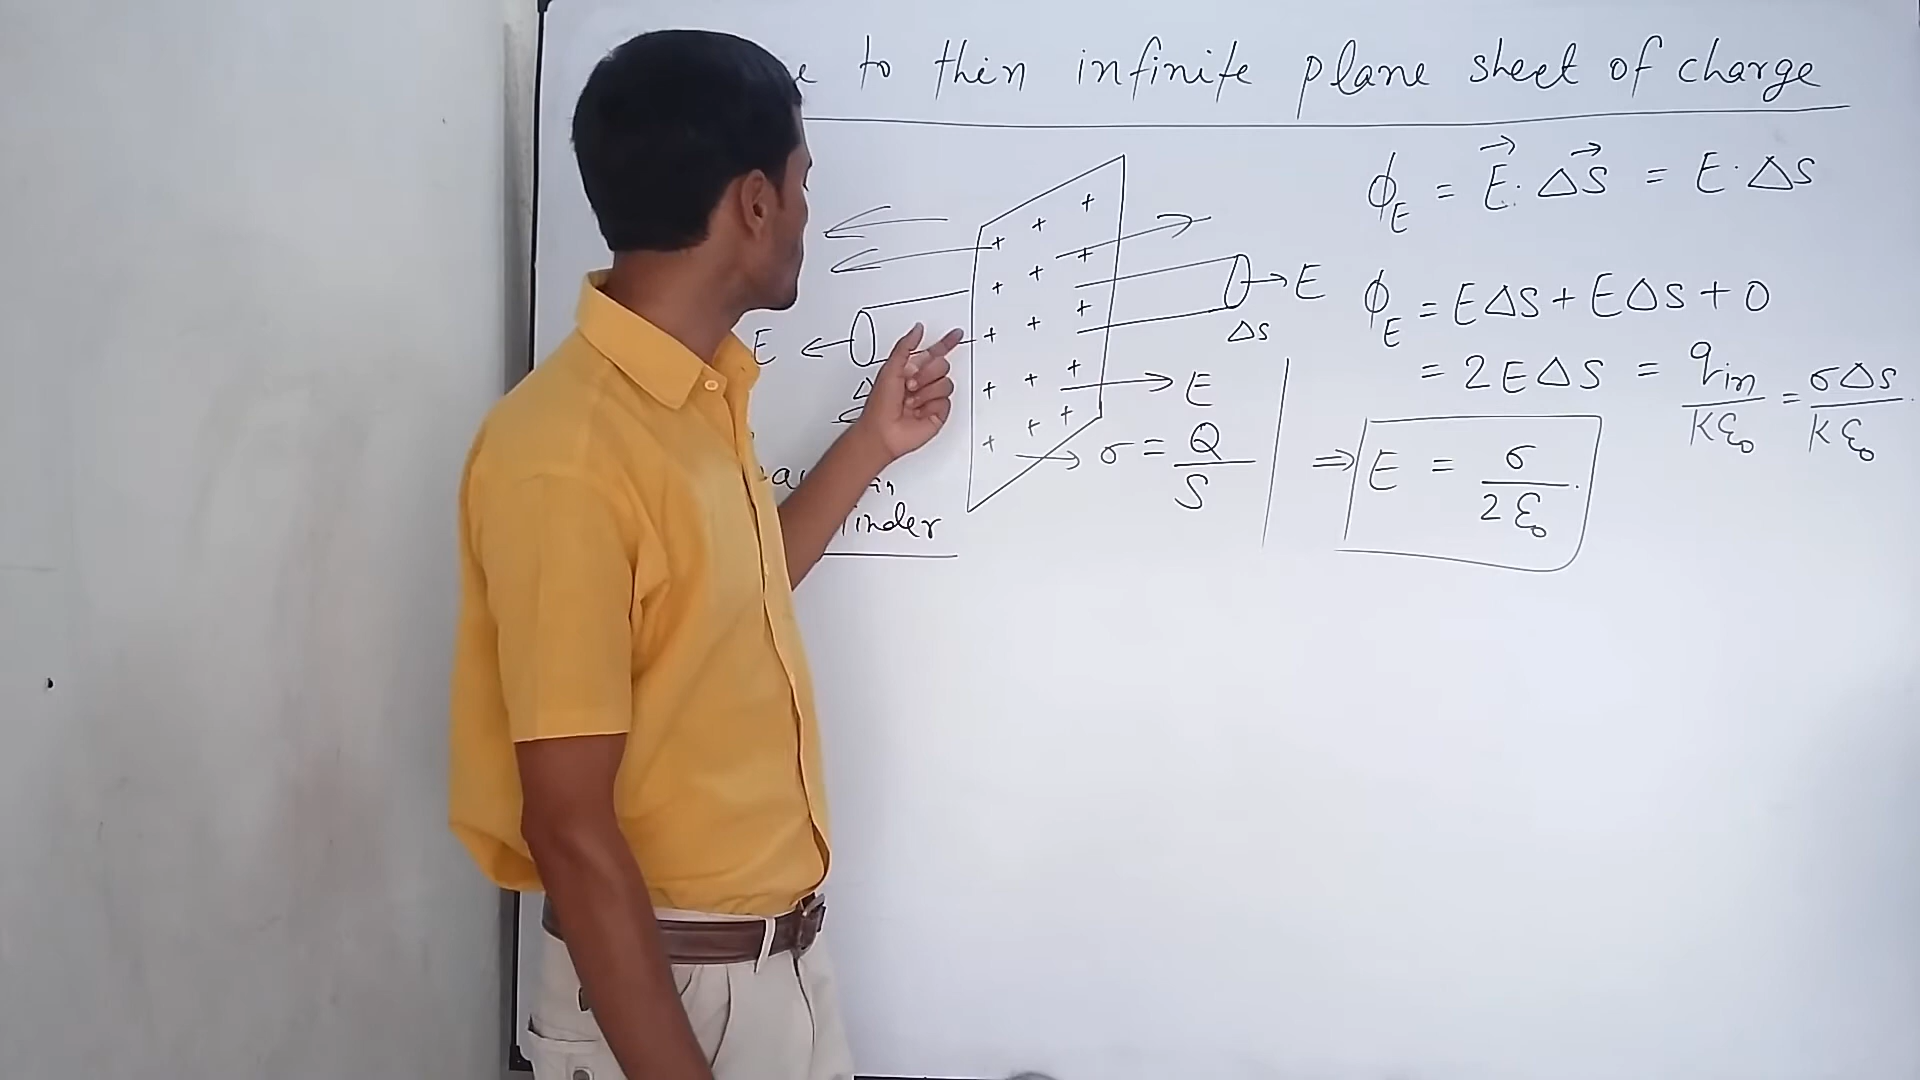 to thin infinite plane sheet of charge
ϕ_E = E⃗. ΔS⃗ = E. ΔS
E
ϕ_E = EΔS + EΔS + 0
ΔS
E
= 2EΔS = q_in/Kε₀ = σΔS/Kε₀
E
σ = Q/S
⇒ E = σ/2ε₀.